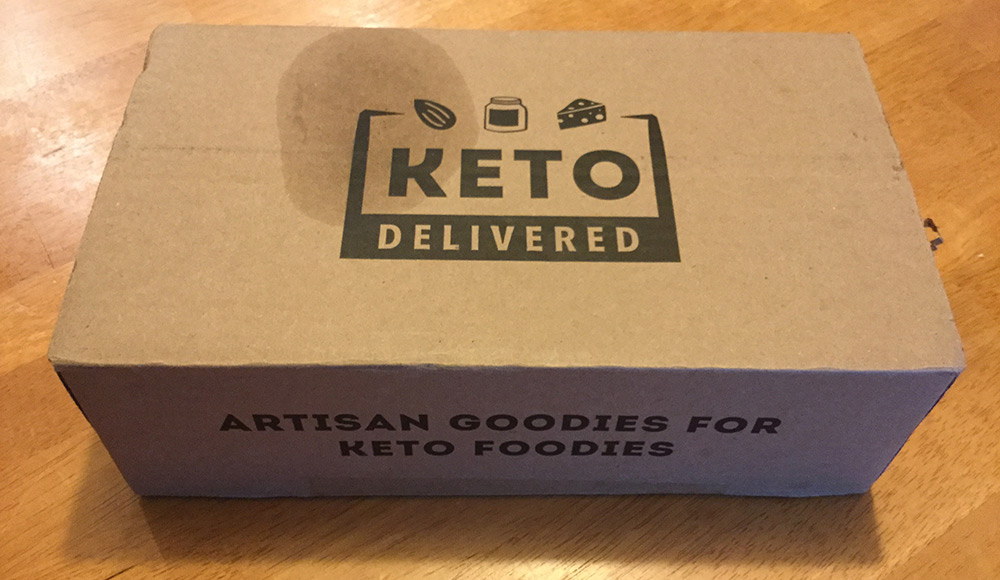 KETO
DELIVERED
ARTISAN GOODIES FOR
KETO FOODIES